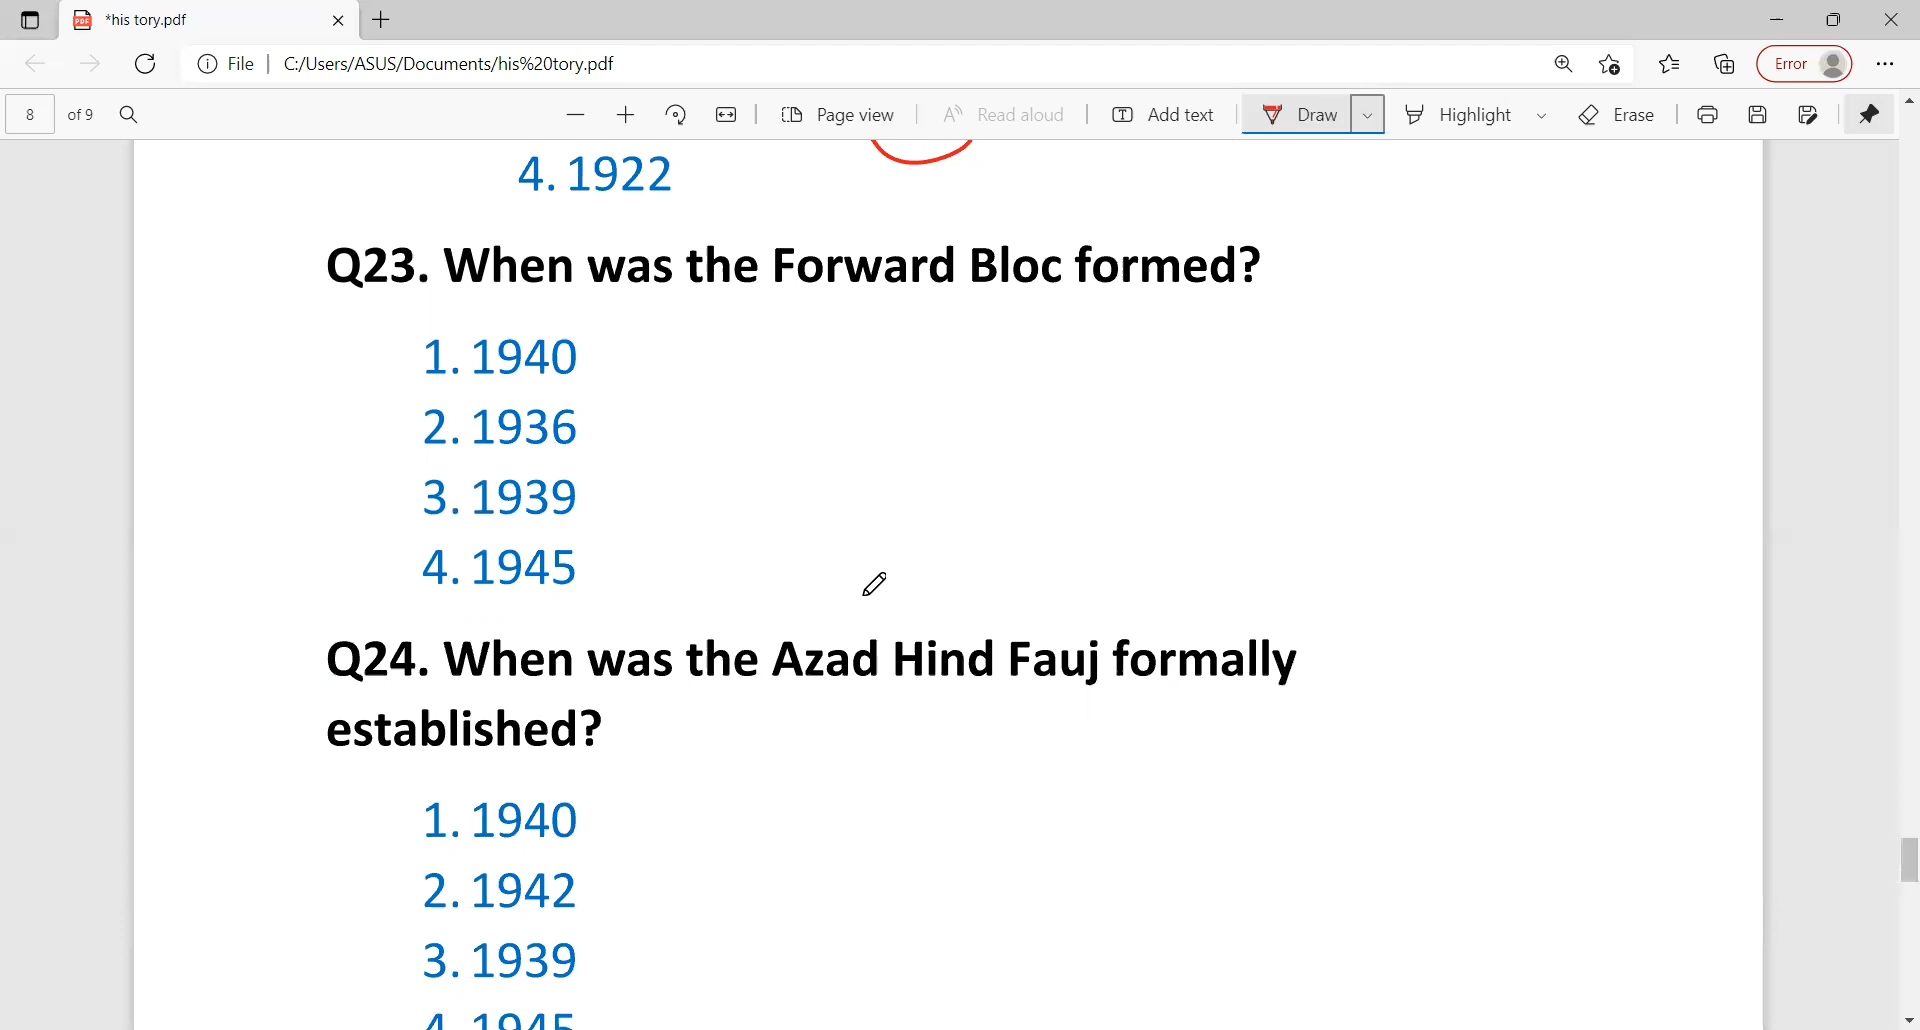 *his tory.pdf
File C:/Users/ASUS/Documents/his%20tory.pdf Error
8 of 9 Page view Read aloud Add text Draw Highlight Erase
4. 1922
Q23. When was the Forward Bloc formed?
1. 1940
2. 1936
3. 1939
4. 1945
Q24. When was the Azad Hind Fauj formally
established?
1. 1940
2. 1942
3. 1939
4. 1945